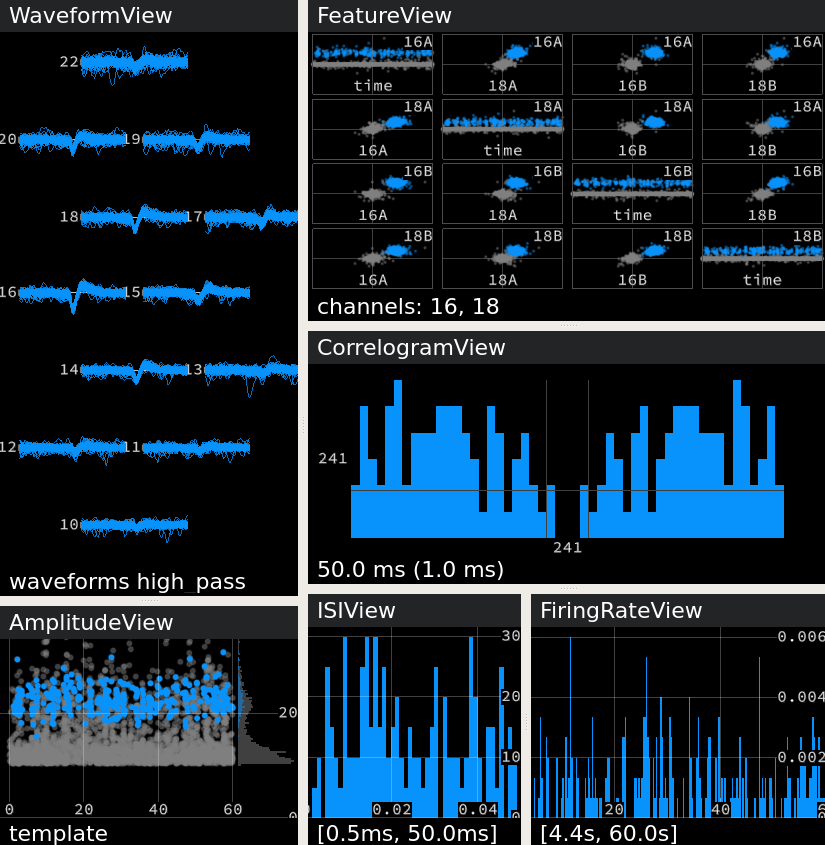 WaveformView
22
20 19
18 17
16 15
14 13
12 11
10
waveforms high_pass
AmplitudeView
20
0 20 40 60 0
template
FeatureView
16A 16A 16A 16A
time 18A 16B 18B
18A 18A 18A 18A
16A time 16B 18B
16B 16B 16B 16B
16A 18A time 18B
18B 18B 18B 18B
16A 18A 16B time
channels: 16, 18
CorrelogramView
241
241
50.0 ms (1.0 ms)
ISIView
30
20
10
0.02 0.04 0
[0.5ms, 50.0ms]
FiringRateView
0.006
0.004
0.002
20 40
[4.4s, 60.0s]